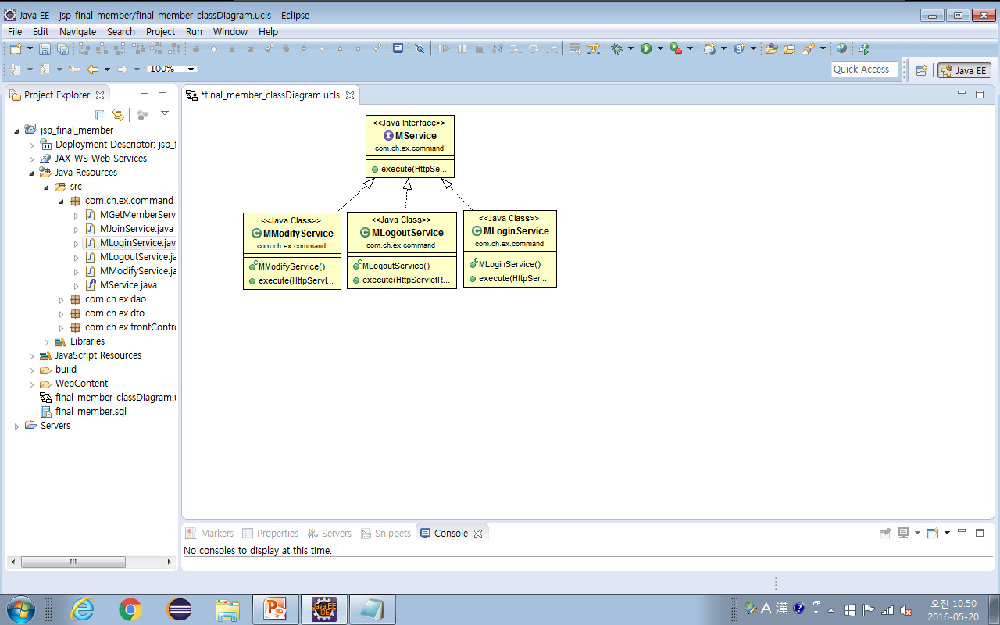 Java EE - jsp_final_member/final_member_classDiagram.ucls - Eclipse
File Edit Navigate Search Project Run Window Help
100%
Quick Access
Java EE
Project Explorer
*final_member_classDiagram.ucls
jsp_final_member
Deployment Descriptor: jsp_f
JAX-WS Web Services
Java Resources
src
com.ch.ex.command
MGetMemberServ
MJoinService.java
MLoginService.jav
MLogoutService.ja
MModifyService.ja
MService.java
com.ch.ex.dao
com.ch.ex.dto
com.ch.ex.frontContro
Libraries
JavaScript Resources
build
WebContent
final_member_classDiagram.u
final_member.sql
Servers
<<Java Interface>>
MService
com.ch.ex.command
execute(HttpSe...
<<Java Class>>
MModifyService
com.ch.ex.command
MModifyService()
execute(HttpServl...
<<Java Class>>
MLogoutService
com.ch.ex.command
MLogoutService()
execute(HttpServletR...
<<Java Class>>
MLoginService
com.ch.ex.command
MLoginService()
execute(HttpSer...
Markers Properties Servers Snippets Console
No consoles to display at this time.
Java EE
IDE
A 漢
오전 10:50
2016-05-20